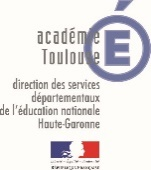 académie
Toulouse
direction des services
départementaux
de l'éducation nationale
Haute-Garonne